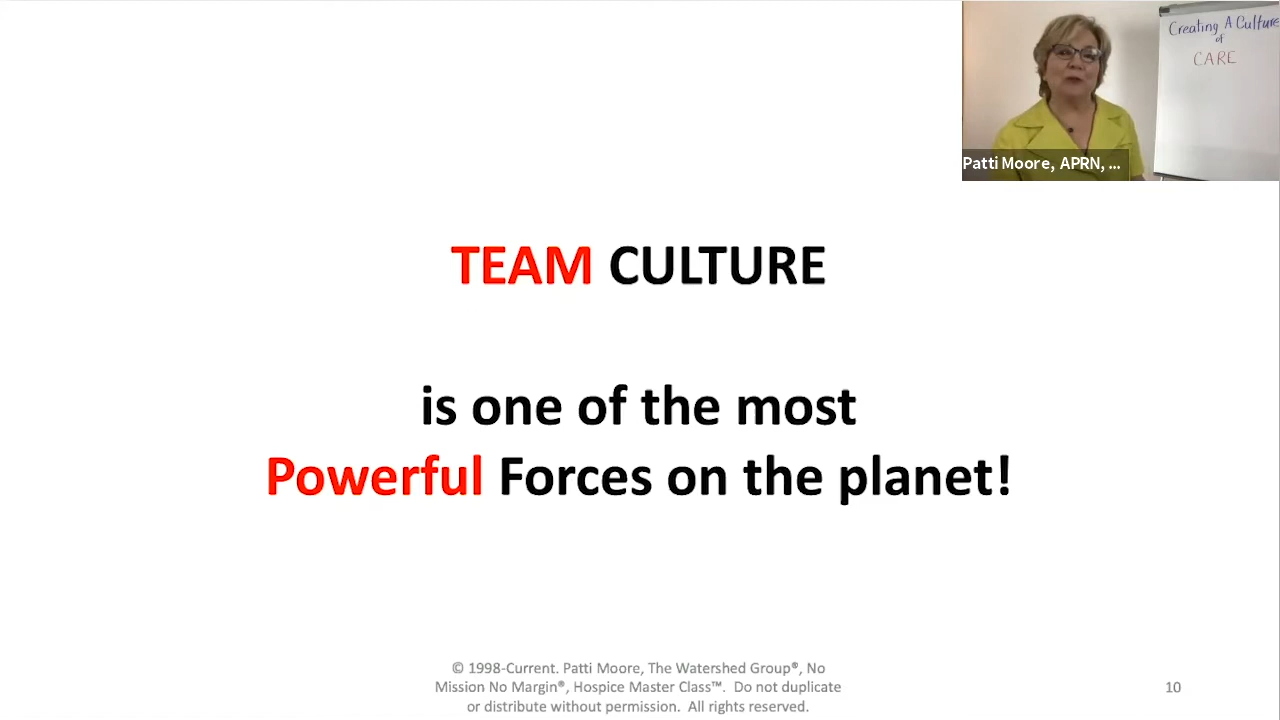 Creating A Culture
of
CARE
Patti Moore, APRN, ...
TEAM CULTURE
is one of the most
Powerful Forces on the planet!
© 1998-Current. Patti Moore, The Watershed Group®, No
Mission No Margin®, Hospice Master Class™.  Do not duplicate
or distribute without permission.  All rights reserved.
10